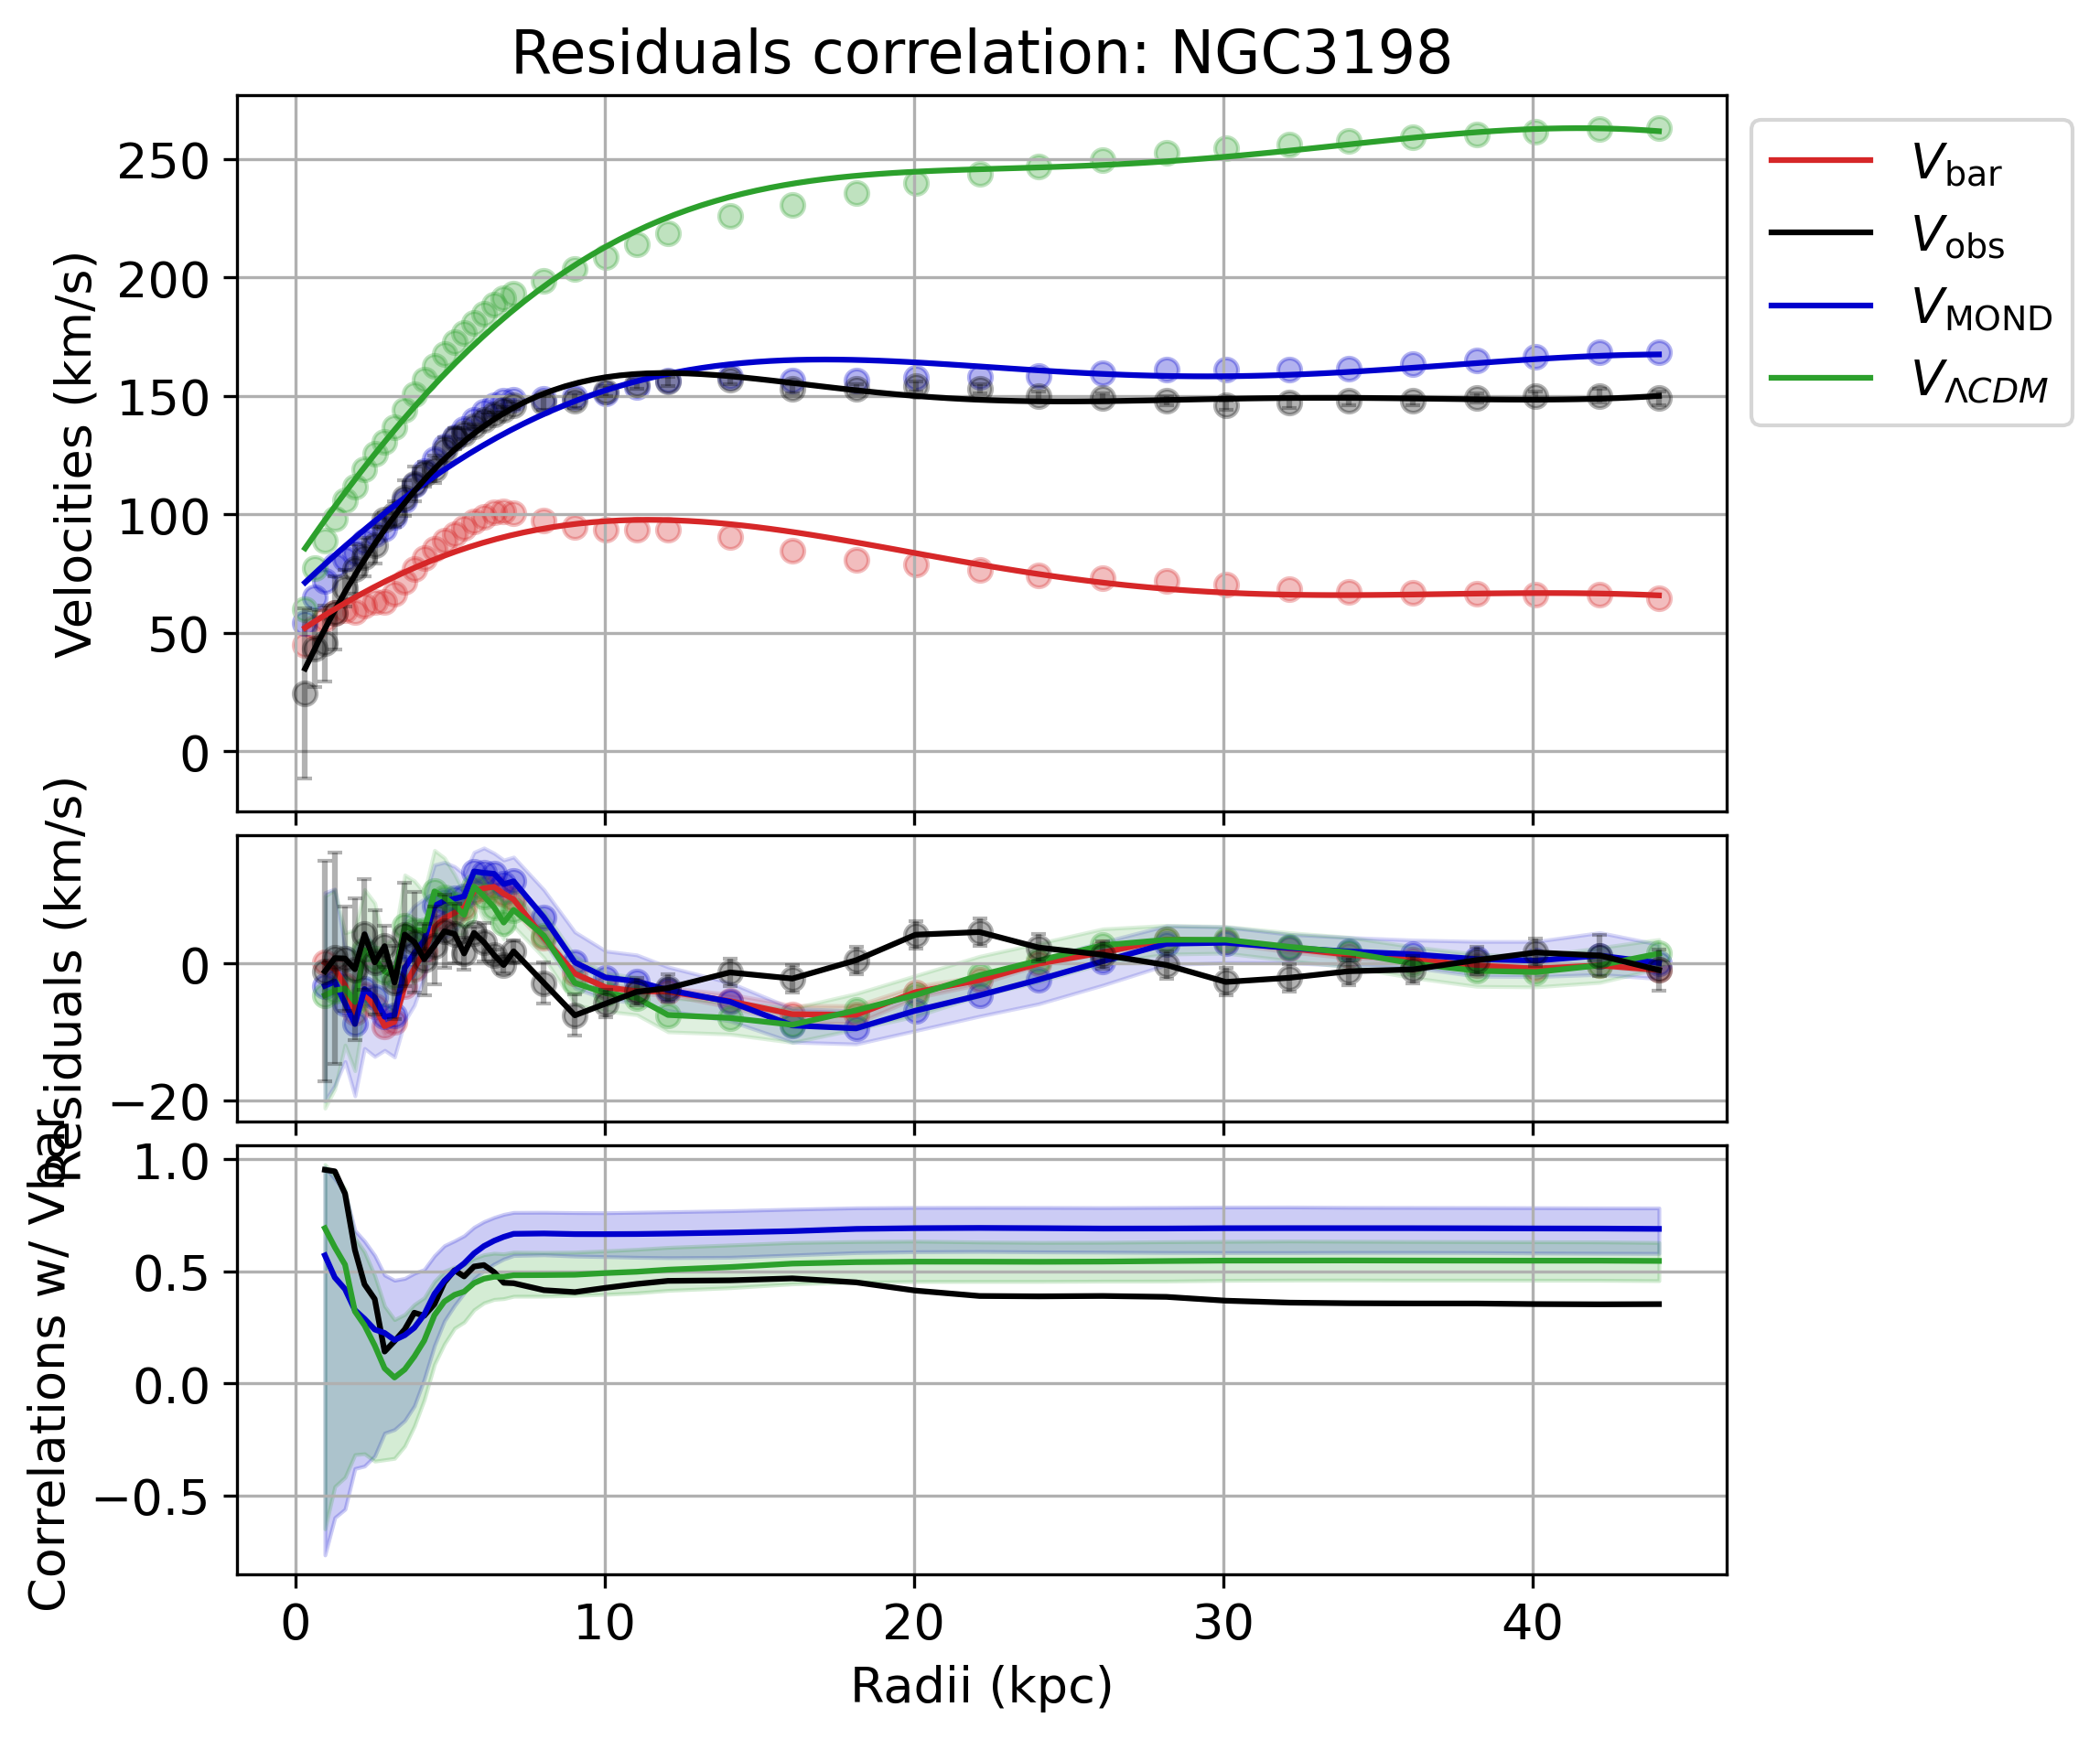 Residuals correlation: NGC3198
Velocities (km/s)
250
200
150
100
50
0
V_bar
V_obs
V_MOND
V_ΛCDM
Residuals (km/s)
0
−20
Correlations w/ Vbar
1.0
0.5
0.0
−0.5
0 10 20 30 40
Radii (kpc)